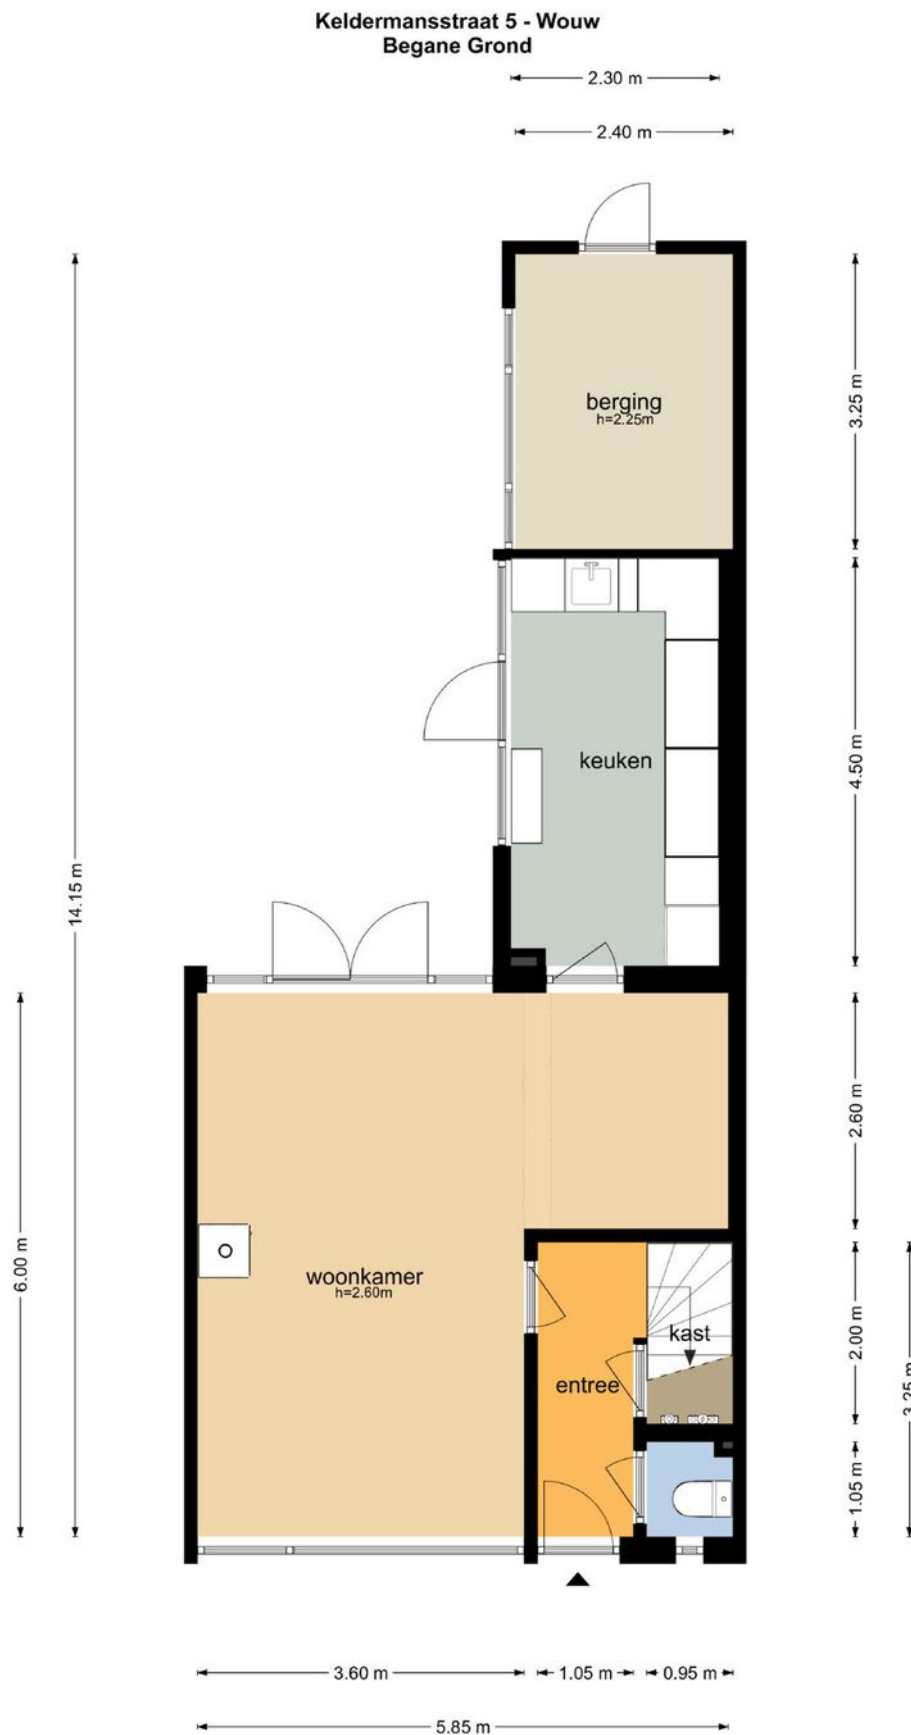 Keldermansstraat 5 - Wouw
Begane Grond
2.30 m
2.40 m
3.25 m
berging
h=2.25m
4.50 m
keuken
14.15 m
2.60 m
6.00 m
woonkamer
h=2.60m
kast
2.00 m
entree
3.25 m
1.05 m
3.60 m
1.05 m
0.95 m
5.85 m